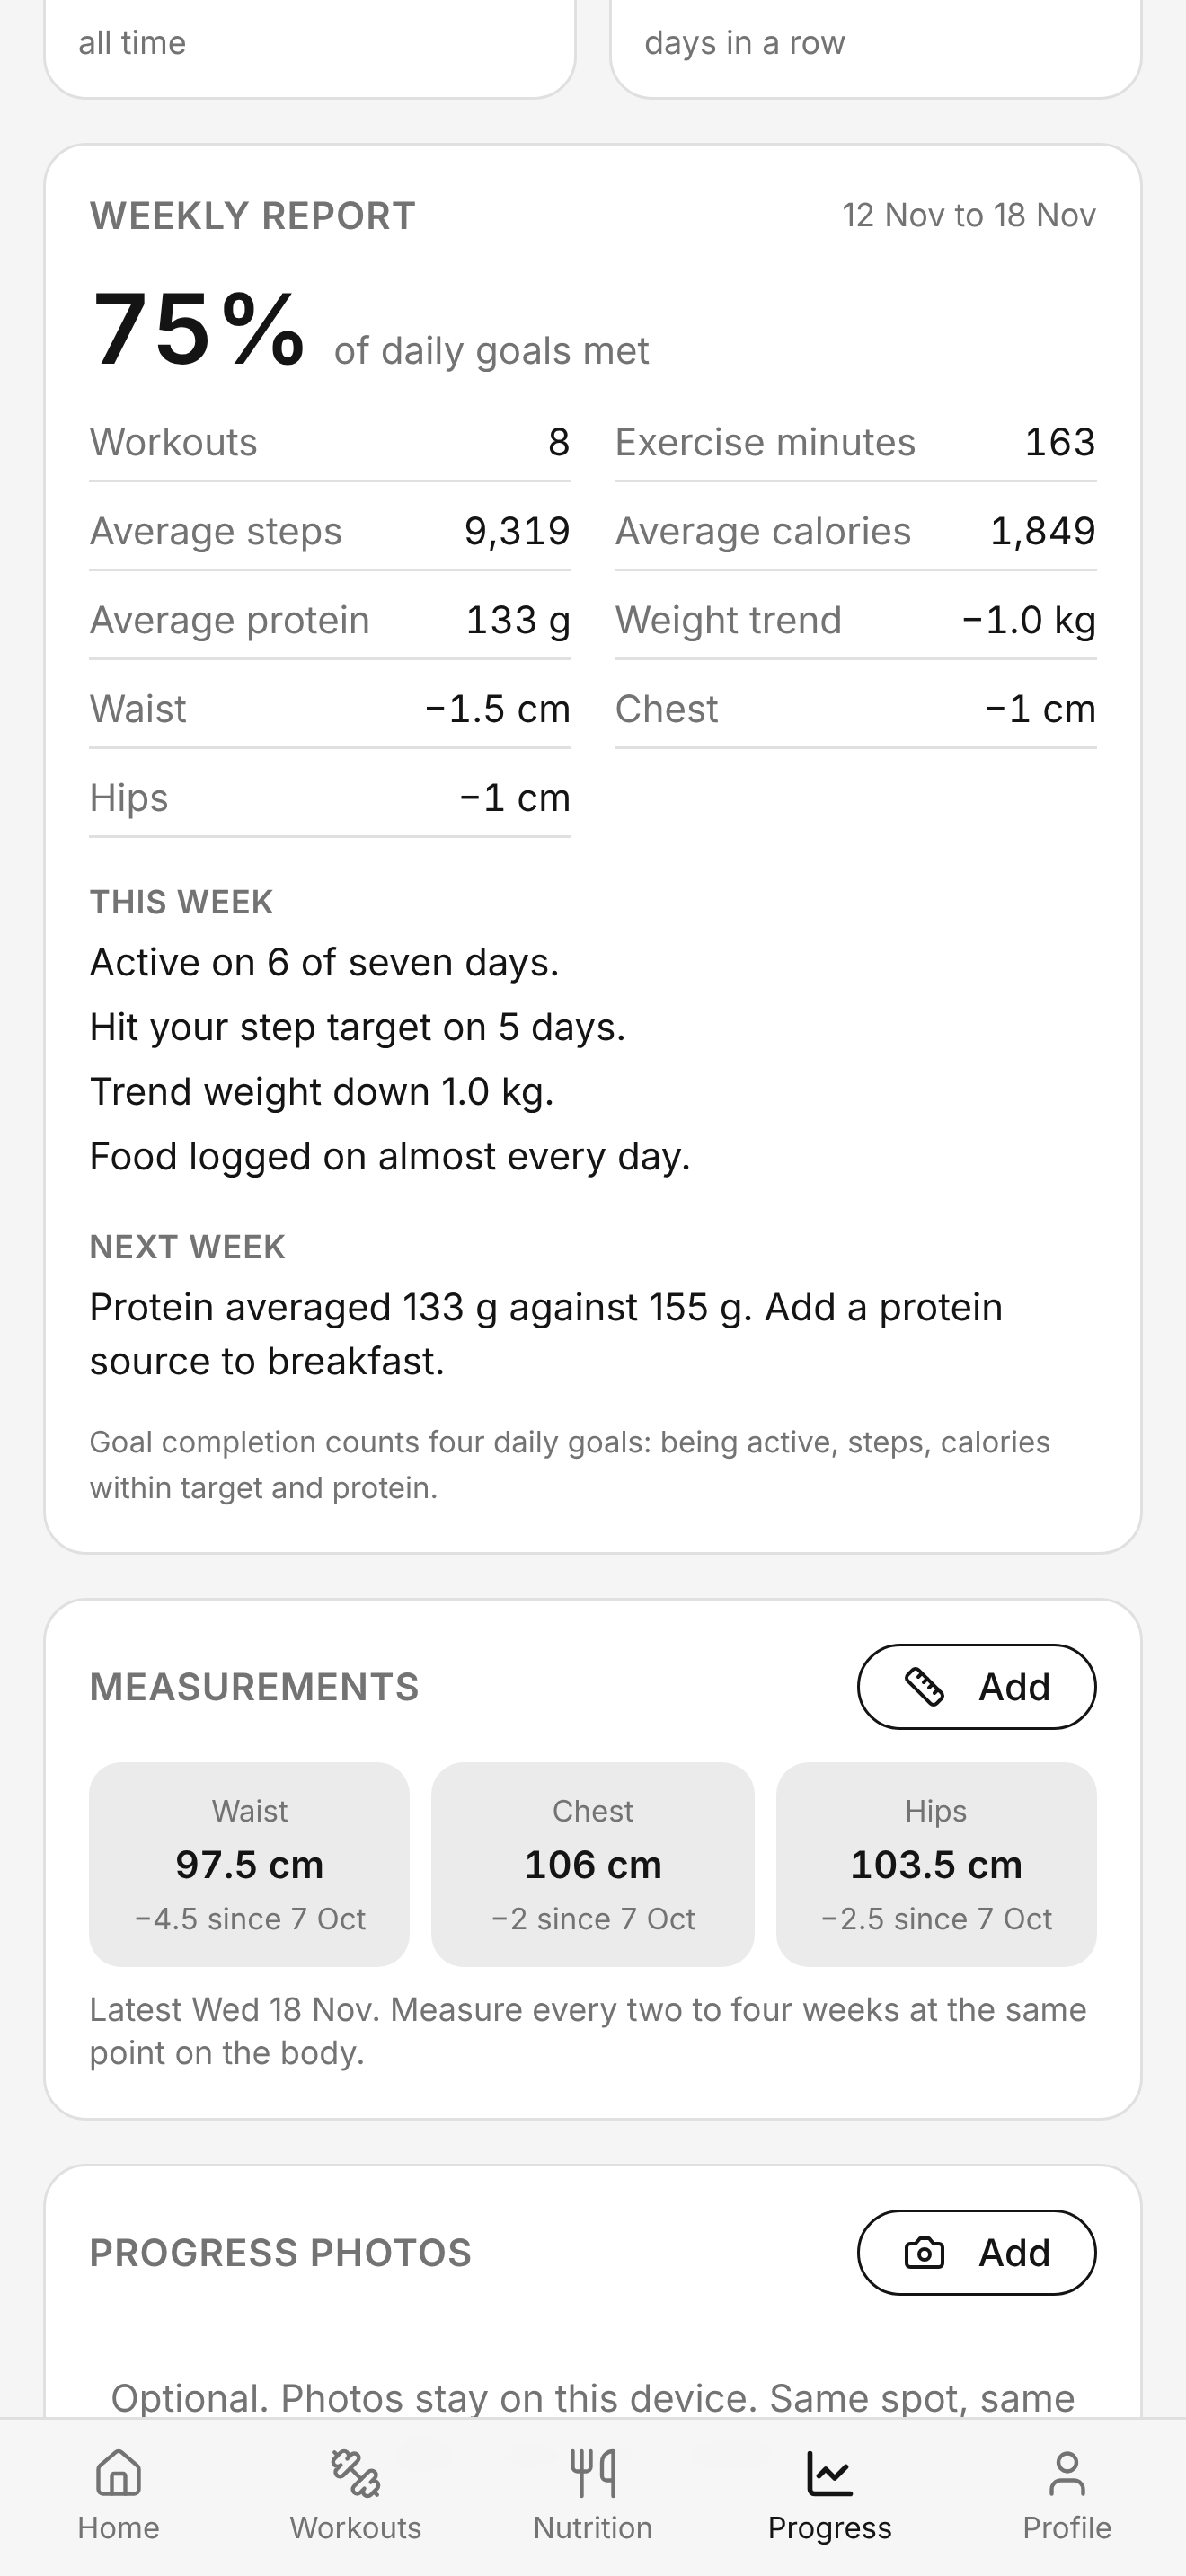 all time
days in a row
WEEKLY REPORT
12 Nov to 18 Nov
75% of daily goals met
Workouts 8
Exercise minutes 163
Average steps 9,319
Average calories 1,849
Average protein 133 g
Weight trend −1.0 kg
Waist −1.5 cm
Chest −1 cm
Hips −1 cm
THIS WEEK
Active on 6 of seven days.
Hit your step target on 5 days.
Trend weight down 1.0 kg.
Food logged on almost every day.
NEXT WEEK
Protein averaged 133 g against 155 g. Add a protein
source to breakfast.
Goal completion counts four daily goals: being active, steps, calories
within target and protein.
MEASUREMENTS
Add
Waist
97.5 cm
−4.5 since 7 Oct
Chest
106 cm
−2 since 7 Oct
Hips
103.5 cm
−2.5 since 7 Oct
Latest Wed 18 Nov. Measure every two to four weeks at the same
point on the body.
PROGRESS PHOTOS
Add
Optional. Photos stay on this device. Same spot, same
Home
Workouts
Nutrition
Progress
Profile